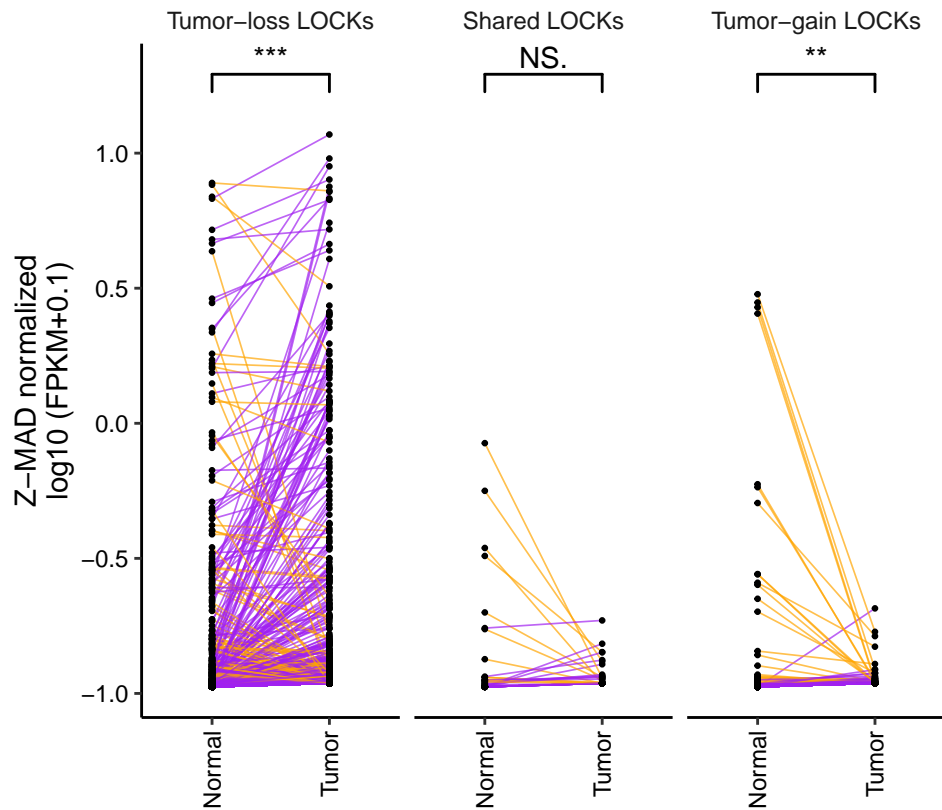 Tumor−loss LOCKs
Shared LOCKs
Tumor−gain LOCKs
***
NS.
**
Z−MAD normalized
log10 (FPKM+0.1)
1.0
0.5
0.0
−0.5
−1.0
Normal
Tumor
Normal
Tumor
Normal
Tumor